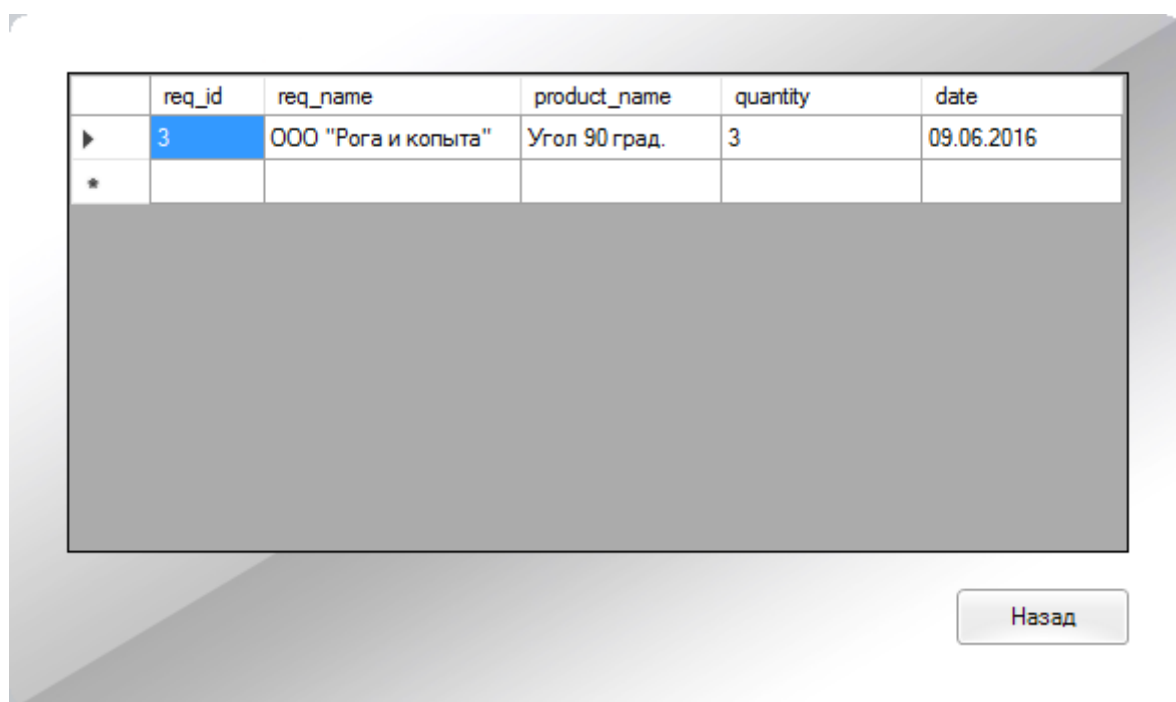 req_id req_name product_name quantity date
3 ООО "Рога и копыта" Угол 90 град. 3 09.06.2016
Назад